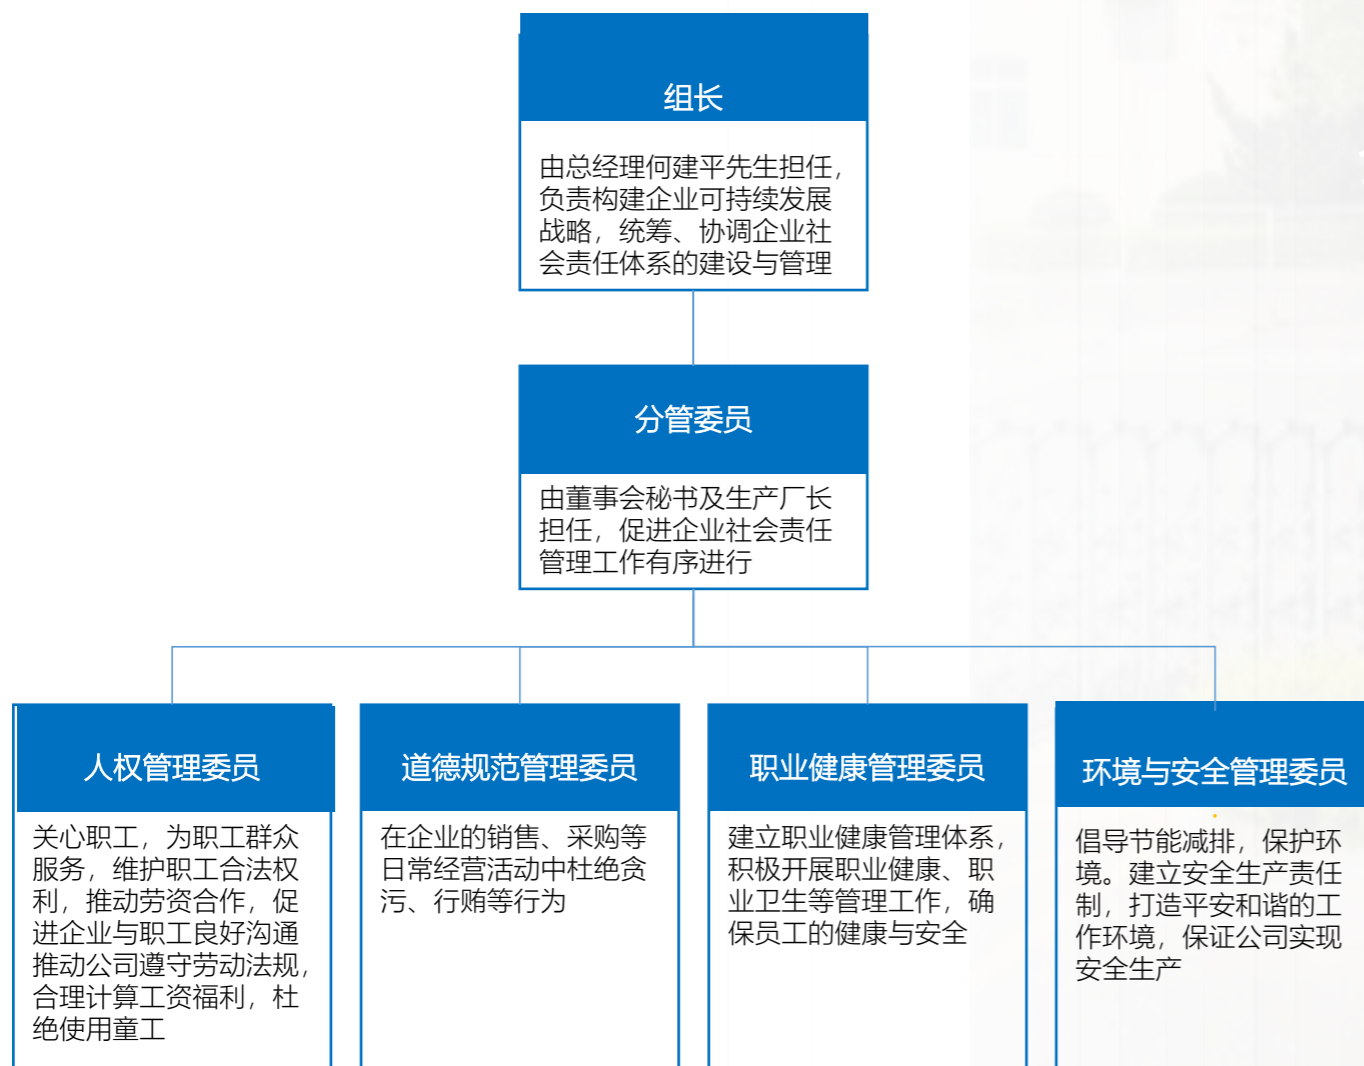 组长
由总经理何建平先生担任，
负责构建企业可持续发展
战略，统筹、协调企业社
会责任体系的建设与管理
分管委员
由董事会秘书及生产厂长
担任，促进企业社会责任
管理工作有序进行
人权管理委员
关心职工，为职工群众
服务，维护职工合法权
利，推动劳资合作，促
进企业与职工良好沟通
推动公司遵守劳动法规，
合理计算工资福利，杜
绝使用童工
道德规范管理委员
在企业的销售、采购等
日常经营活动中杜绝贪
污、行贿等行为
职业健康管理委员
建立职业健康管理体系，
积极开展职业健康、职
业卫生等管理工作，确
保员工的健康与安全
环境与安全管理委员
倡导节能减排，保护环
境。建立安全生产责任
制，打造平安和谐的工
作环境，保证公司实现
安全生产